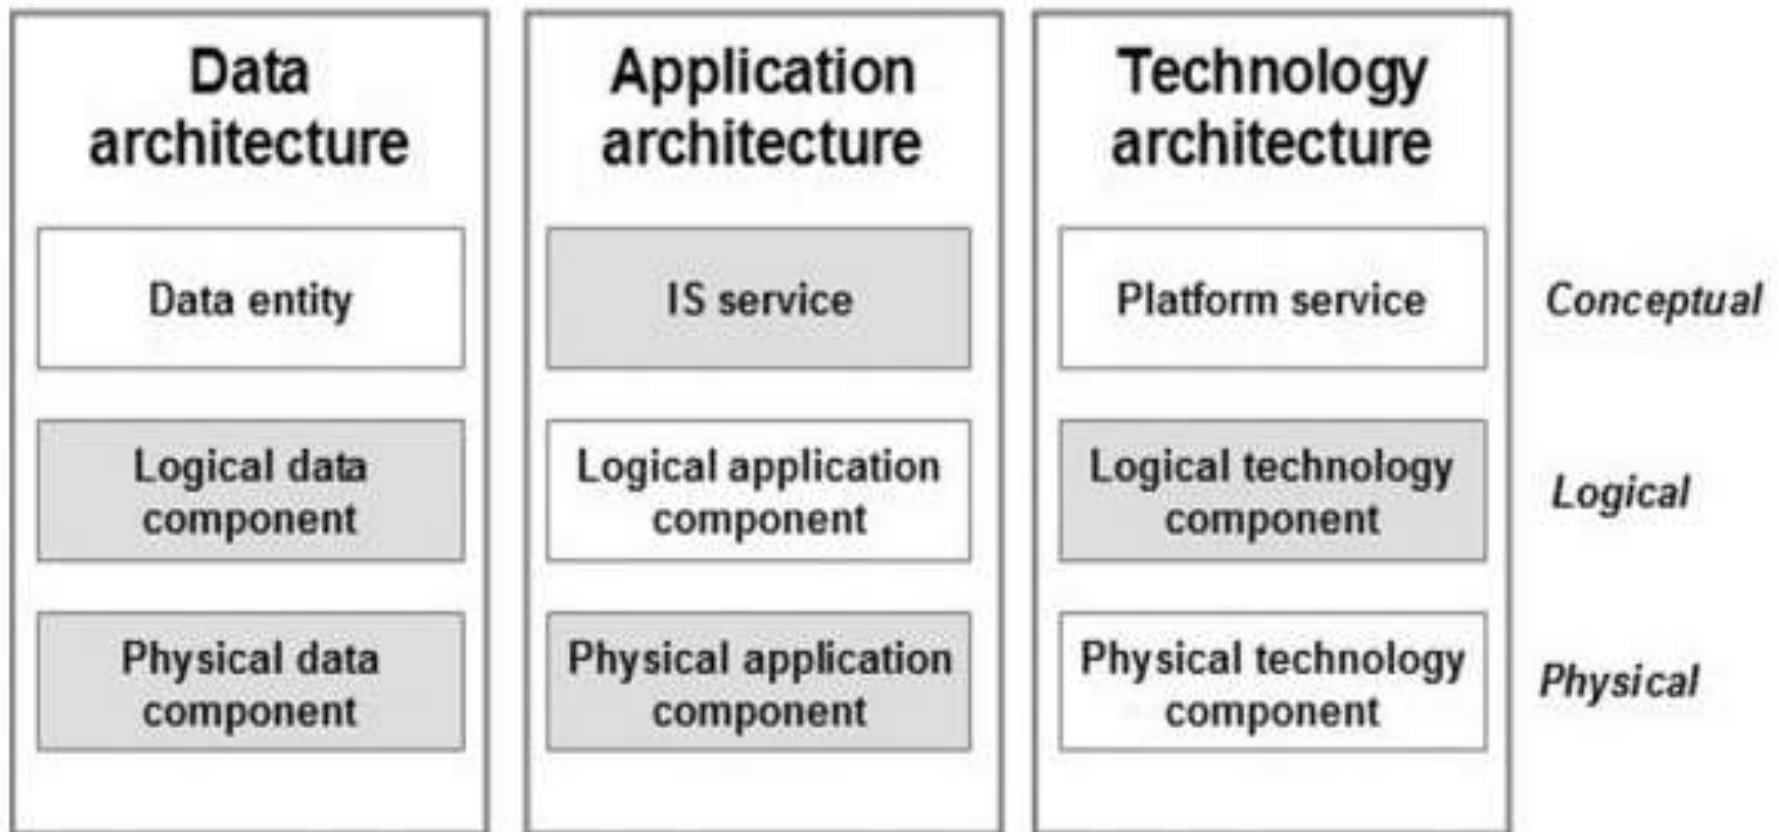 Data
architecture
Application
architecture
Technology
architecture
Data entity
IS service
Platform service
Conceptual
Logical data
component
Logical application
component
Logical technology
component
Logical
Physical data
component
Physical application
component
Physical technology
component
Physical